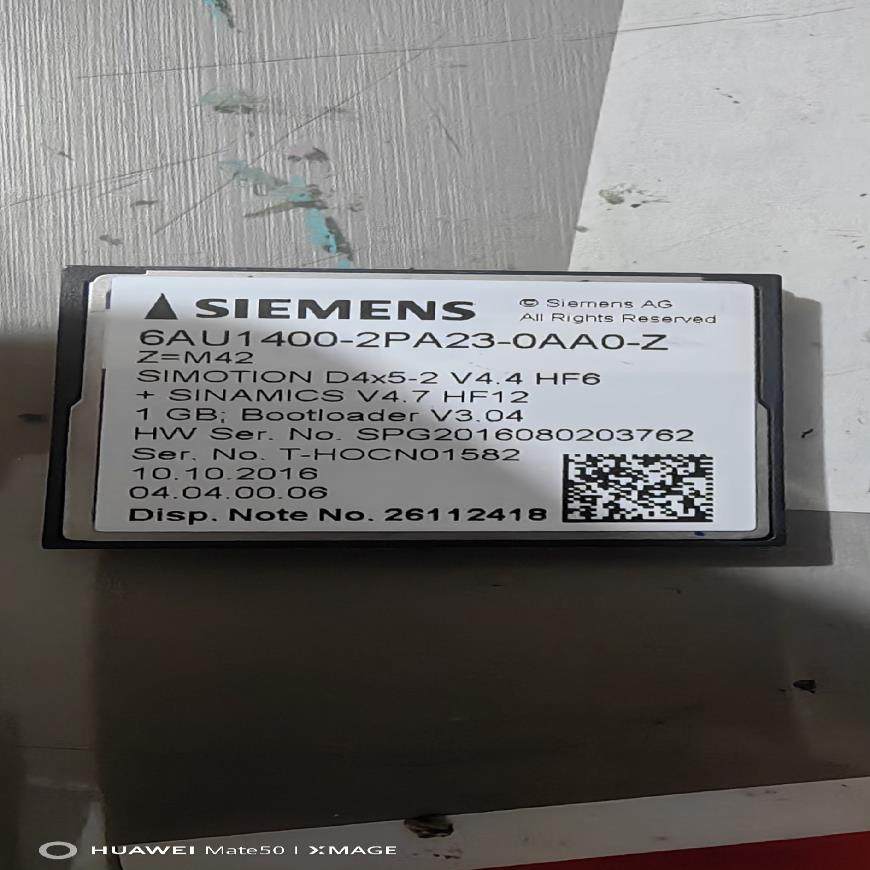 SIEMENS
© Siemens AG
All Rights Reserved
6AU1400-2PA23-0AA0-Z
Z=M42
SIMOTION D4x5-2 V4.4 HF6
+ SINAMICS V4.7 HF12
1 GB; Bootloader V3.04
HW Ser. No. SPG2016080203762
Ser. No. T-HOCN01582
10.10.2016
04.04.00.06
Disp. Note No. 26112418
HUAWEI Mate50 | XMAGE